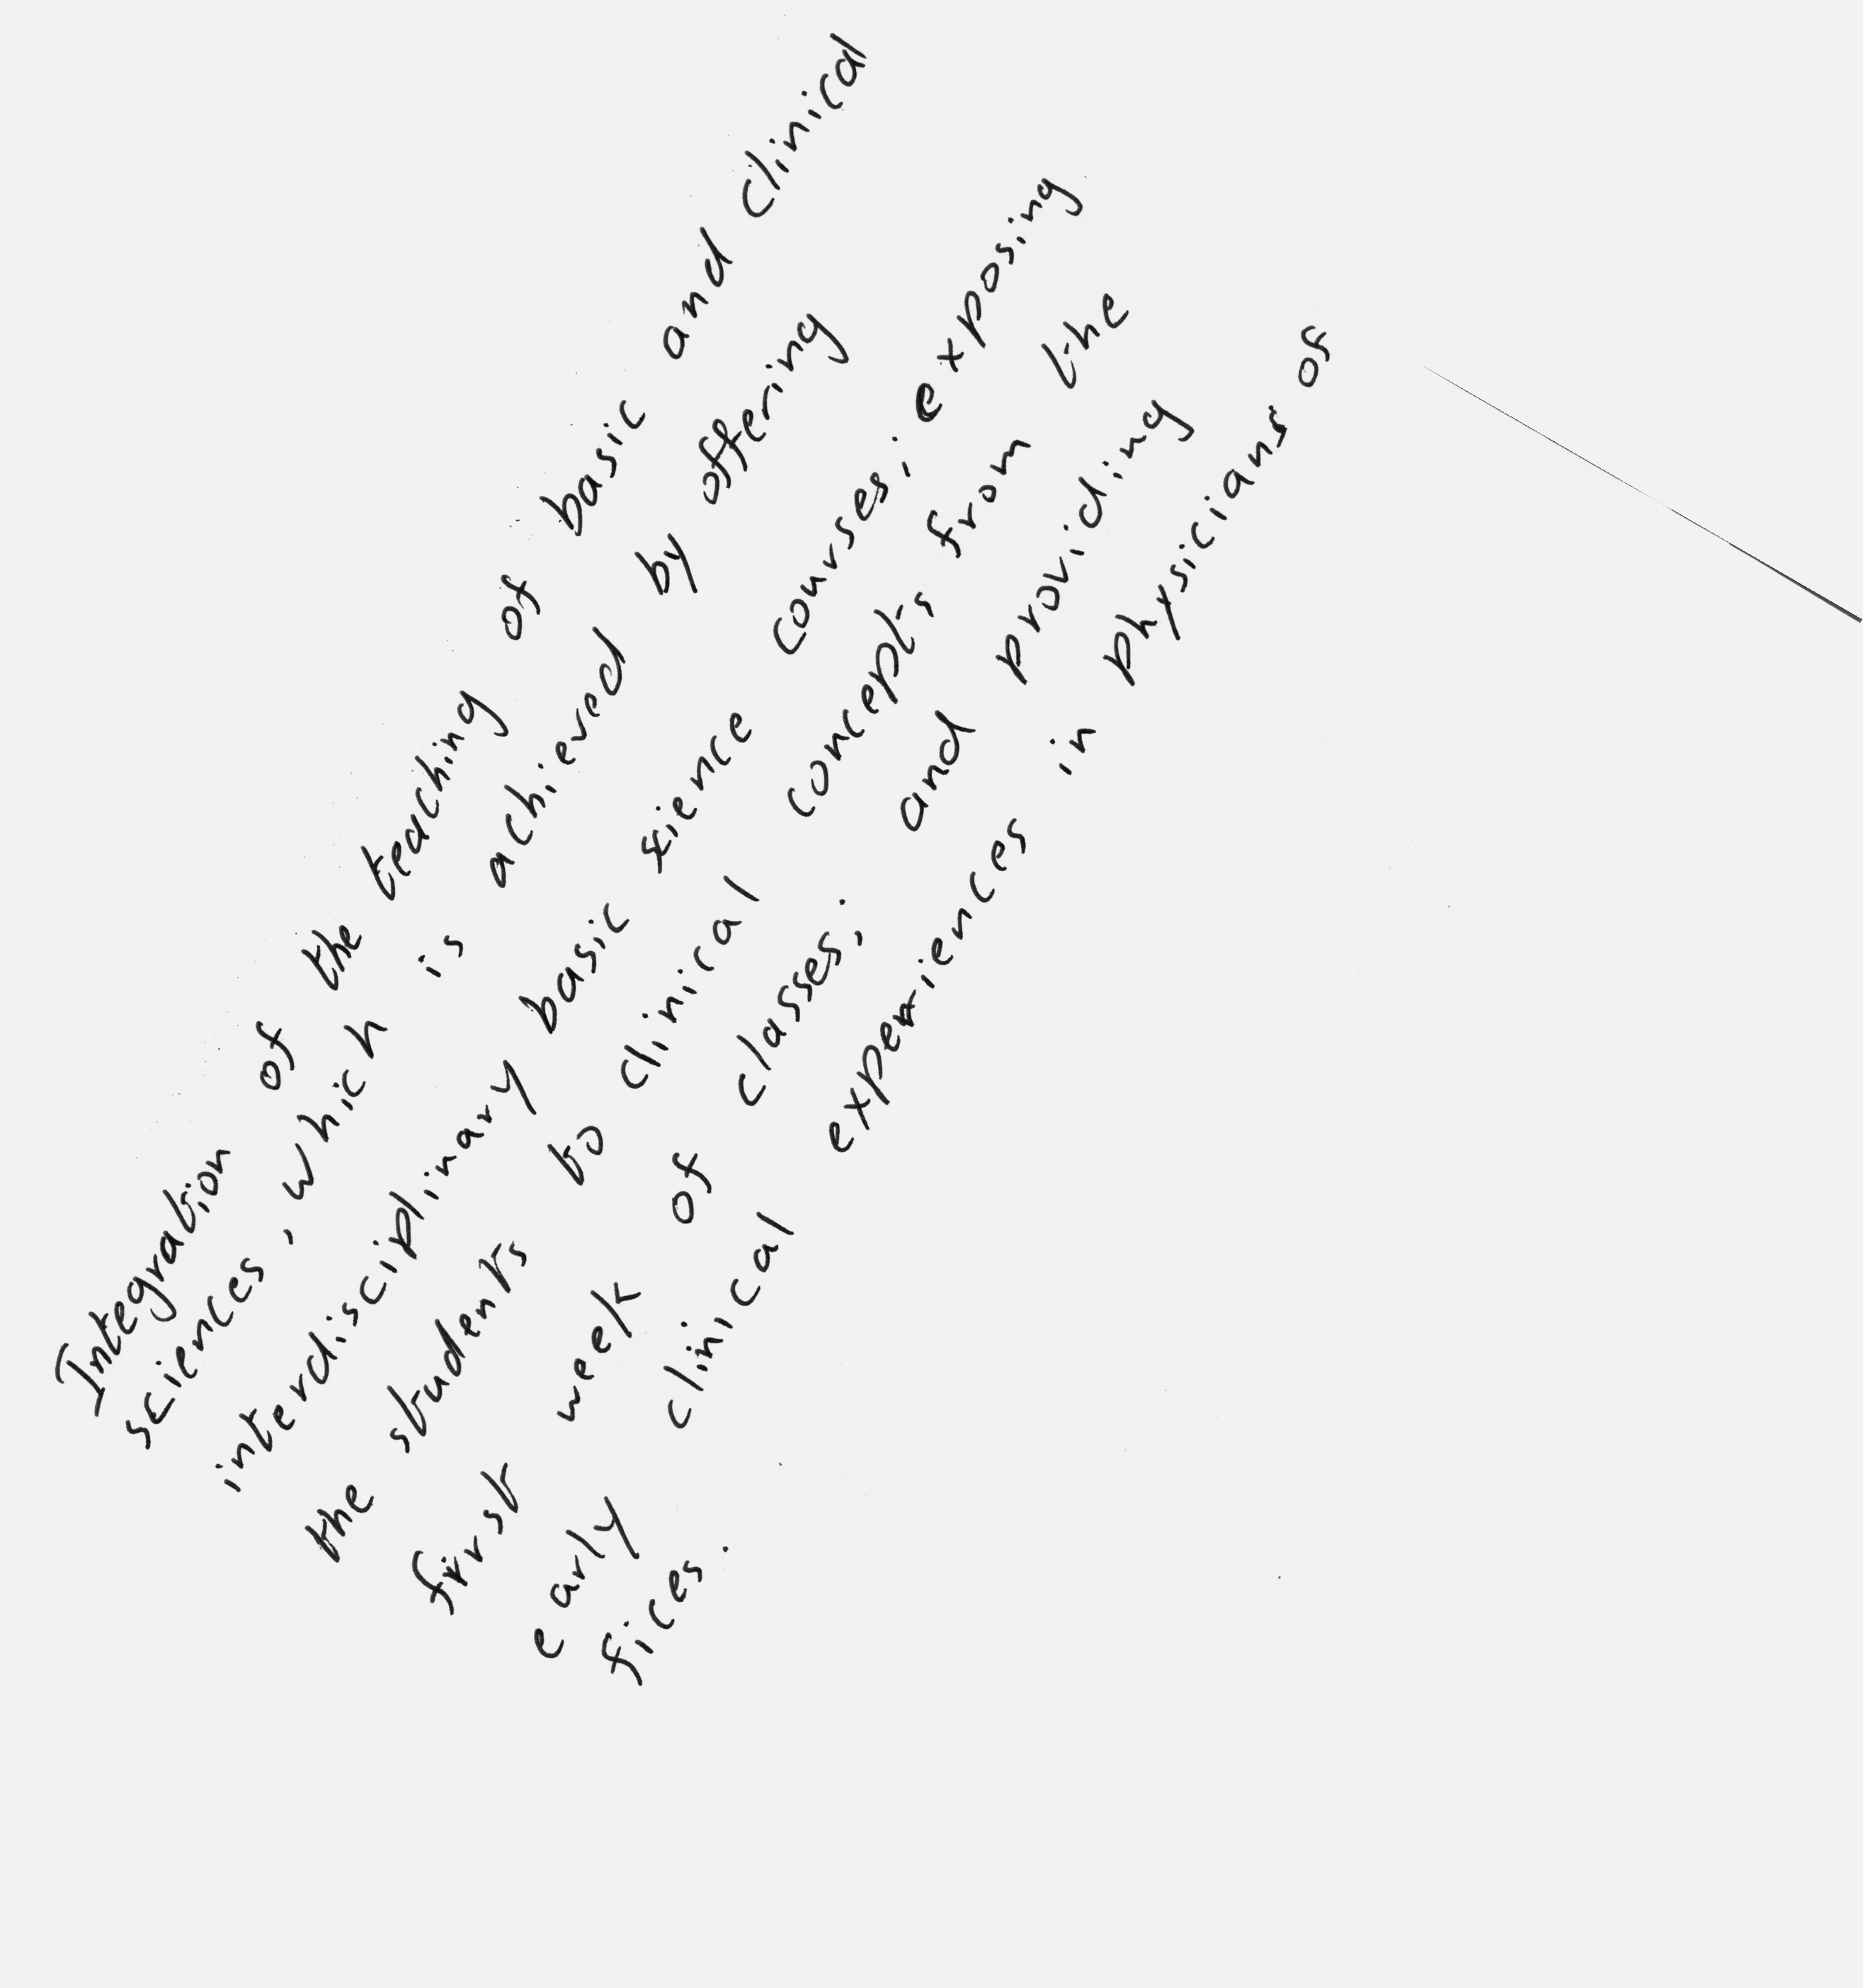 Integration of the teaching of basic and clinical
sciences, which is achieved by offering
interdisciplinary basic sience courses; exposing
the students to clinical concepts from the
first week of classes; and providing
early clinical experiences in physicians of
fices.